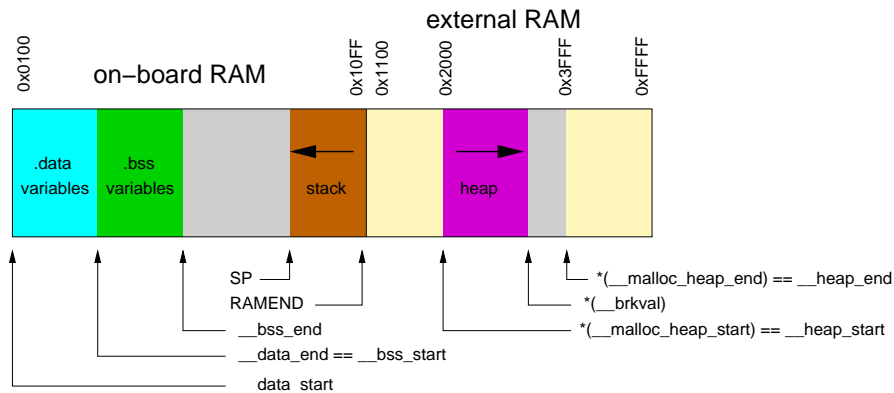 external RAM
on−board RAM
0x0100
0x10FF
0x1100
0x2000
0x3FFF
0xFFFF
.data
variables
.bss
variables
stack
heap
SP
RAMEND
__bss_end
__data_end == __bss_start
data start
*(__malloc_heap_end) == __heap_end
*(__brkval)
*(__malloc_heap_start) == __heap_start